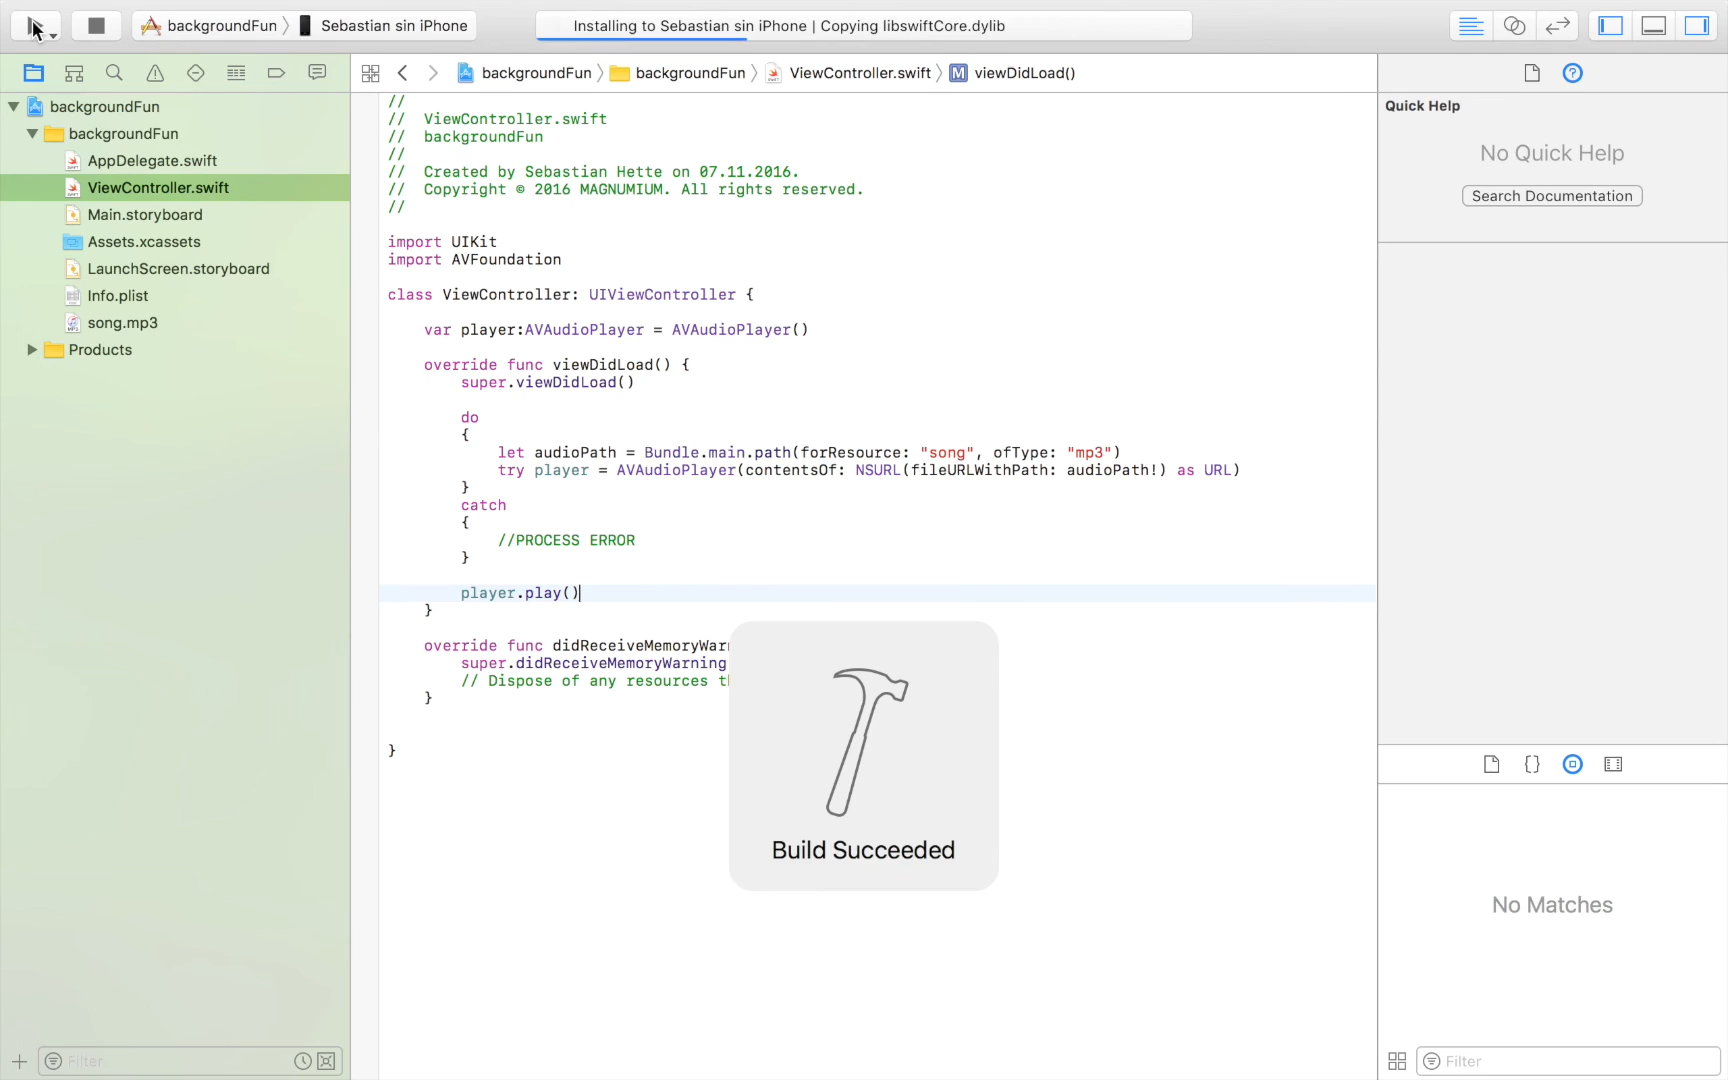 backgroundFun
Sebastian sin iPhone
Installing to Sebastian sin iPhone | Copying libswiftCore.dylib
backgroundFun
backgroundFun
ViewController.swift
M
viewDidLoad()
Quick Help
No Quick Help
Search Documentation
backgroundFun
backgroundFun
AppDelegate.swift
ViewController.swift
Main.storyboard
Assets.xcassets
LaunchScreen.storyboard
Info.plist
song.mp3
Products
//
//  ViewController.swift
//  backgroundFun
//
//  Created by Sebastian Hette on 07.11.2016.
//  Copyright © 2016 MAGNUMIUM. All rights reserved.
//
import UIKit
import AVFoundation
class ViewController: UIViewController {
var player:AVAudioPlayer = AVAudioPlayer()
override func viewDidLoad() {
super.viewDidLoad()
do
{
let audioPath = Bundle.main.path(forResource: "song", ofType: "mp3")
try player = AVAudioPlayer(contentsOf: NSURL(fileURLWithPath: audioPath!) as URL)
}
catch
{
//PROCESS ERROR
}
player.play()
}
override func didReceiveMemoryWar
super.didReceiveMemoryWarning
// Dispose of any resources t
}
}
Build Succeeded
No Matches
Filter
Filter